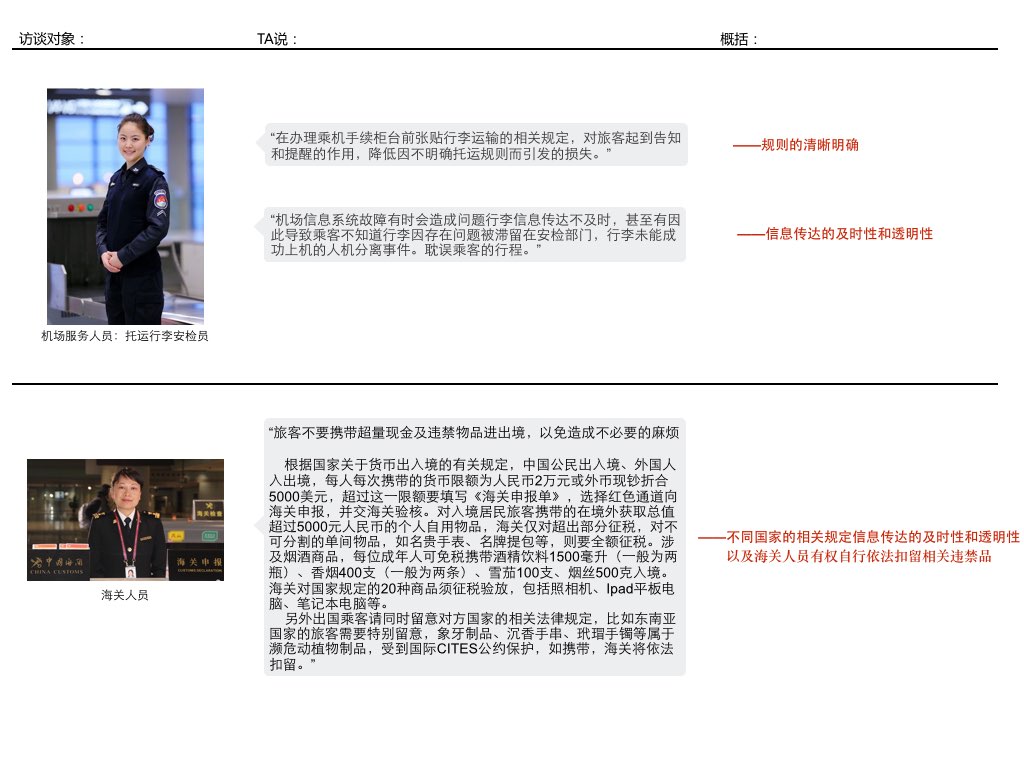 访谈对象：
TA说：
概括：
“在办理乘机手续柜台前张贴行李运输的相关规定，对旅客起到告知
和提醒的作用，降低因不明确托运规则而引发的损失。”
——规则的清晰明确
“机场信息系统故障有时会造成问题行李信息传达不及时，甚至有因
此导致乘客不知道行李因存在问题被滞留在安检部门，行李未能成
功上机的人机分离事件。耽误乘客的行程。”
——信息传达的及时性和透明性
机场服务人员：托运行李安检员
“旅客不要携带超量现金及违禁物品进出境，以免造成不必要的麻烦
根据国家关于货币出入境的有关规定，中国公民出入境、外国人
入出境，每人每次携带的货币限额为人民币2万元或外币现钞折合
5000美元，超过这一限额要填写《海关申报单》，选择红色通道向
海关申报，并交海关验核。对入境居民旅客携带的在境外获取总值
超过5000元人民币的个人自用物品，海关仅对超出部分征税，对不
可分割的单间物品，如名贵手表、名牌提包等，则要全额征税。涉
及烟酒商品，每位成年人可免税携带酒精饮料1500毫升（一般为两
瓶）、香烟400支（一般为两条）、雪茄100支、烟丝500克入境。
海关对国家规定的20种商品须征税验放，包括照相机、Ipad平板电
脑、笔记本电脑等。
另外出国乘客请同时留意对方国家的相关法律规定，比如东南亚
国家的旅客需要特别留意，象牙制品、沉香手串、玳瑁手镯等属于
濒危动植物制品，受到国际CITES公约保护，如携带，海关将依法
扣留。”
——不同国家的相关规定信息传达的及时性和透明性
以及海关人员有权自行依法扣留相关违禁品
海关检查
中国海关
CHINA CUSTOMS
海关申报
海关人员